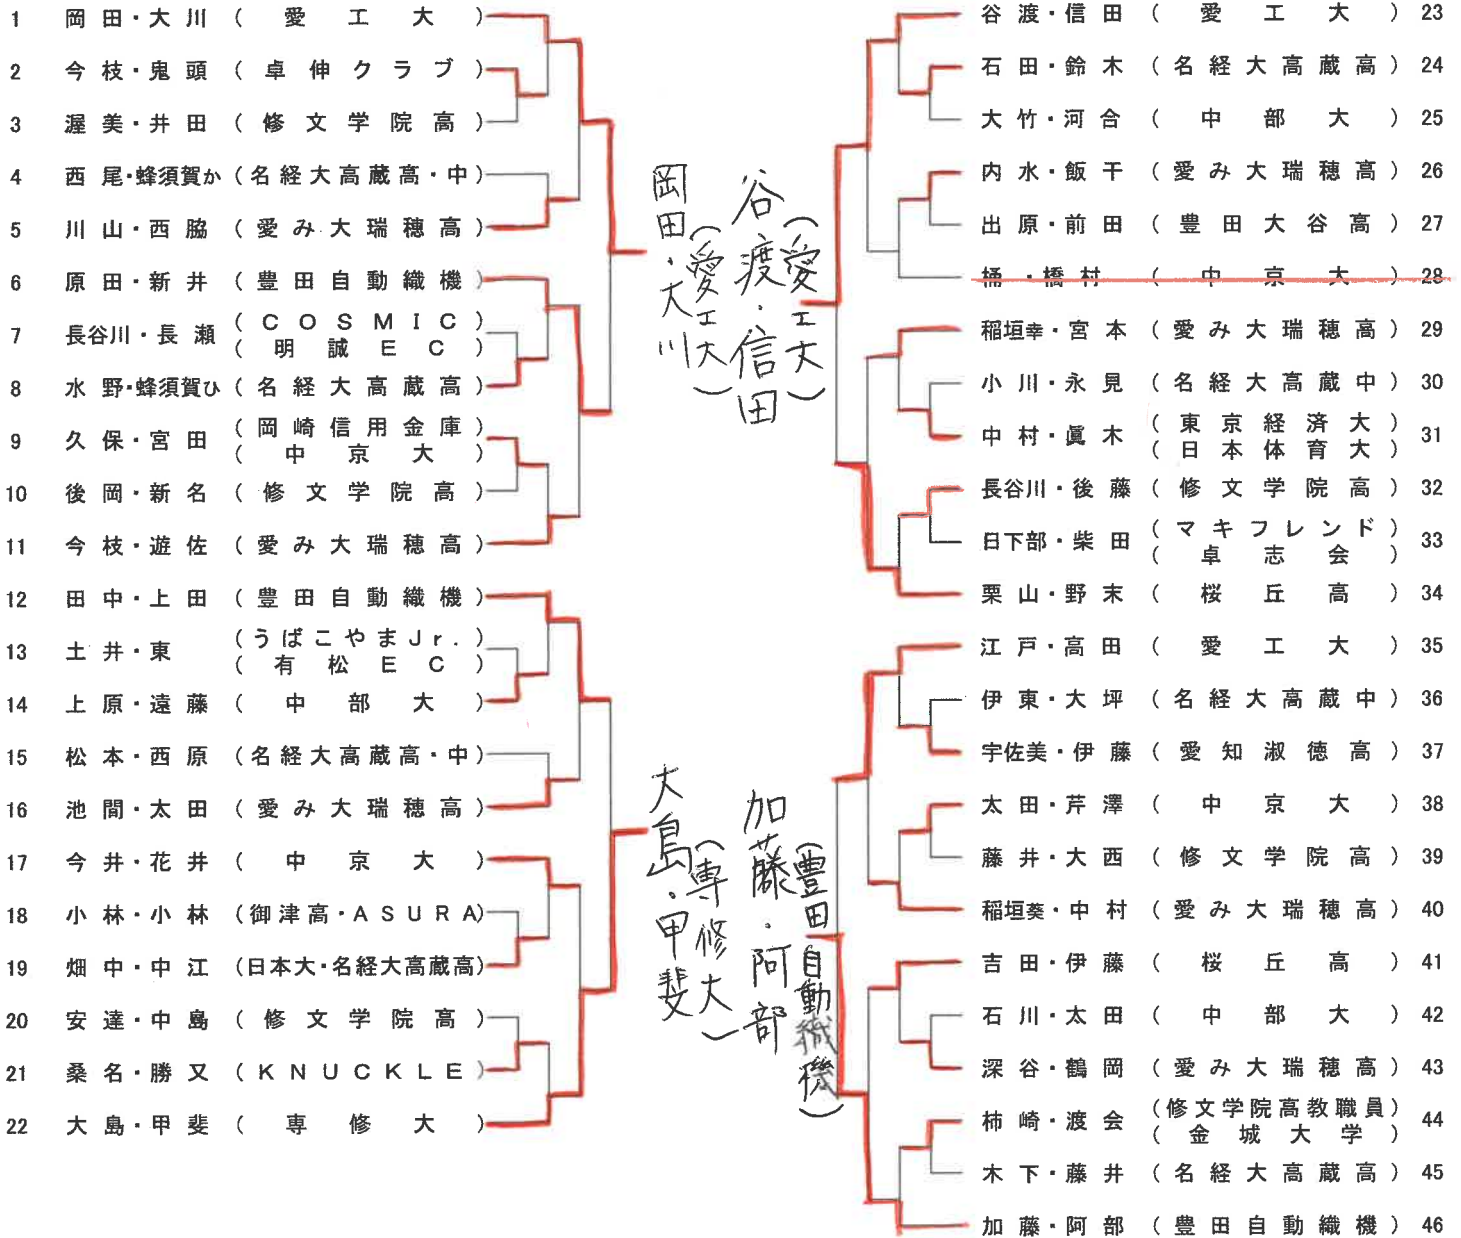 1 岡田・大川 (愛工大)
2 今枝・鬼頭 (卓伸クラブ)
3 渥美・井田 (修文学院高)
4 西尾・蜂須賀か (名経大高蔵高・中)
5 川山・西脇 (愛み大瑞穂高)
6 原田・新井 (豊田自動織機)
7 長谷川・長瀬 (COSMIC)
(明誠EC)
8 水野・蜂須賀ひ (名経大高蔵高)
9 久保・宮田 (岡崎信用金庫)
(中京大)
10 後岡・新名 (修文学院高)
11 今枝・遊佐 (愛み大瑞穂高)
12 田中・上田 (豊田自動織機)
13 土井・東 (うばこやまJr.)
(有松EC)
14 上原・遠藤 (中部大)
15 松本・西原 (名経大高蔵高・中)
16 池間・太田 (愛み大瑞穂高)
17 今井・花井 (中京大)
18 小林・小林 (御津高・ASURA)
19 畑中・中江 (日本大・名経大高蔵高)
20 安達・中島 (修文学院高)
21 桑名・勝又 (KNUCKLE)
22 大島・甲斐 (専修大)
岡田・大川
(愛工大)
谷渡・信田
(愛工大)
大島・甲斐
(専修大)
加藤・阿部
(豊田自動織機)
谷渡・信田 (愛工大) 23
石田・鈴木 (名経大高蔵高) 24
大竹・河合 (中部大) 25
内水・飯干 (愛み大瑞穂高) 26
出原・前田 (豊田大谷高) 27
桶・橋村 (中京大) 28
稲垣幸・宮本 (愛み大瑞穂高) 29
小川・永見 (名経大高蔵中) 30
中村・眞木 (東京経済大) 31
(日本体育大)
長谷川・後藤 (修文学院高) 32
日下部・柴田 (マキフレンド) 33
(卓志会)
栗山・野末 (桜丘高) 34
江戸・高田 (愛工大) 35
伊東・大坪 (名経大高蔵中) 36
宇佐美・伊藤 (愛知淑徳高) 37
太田・芹澤 (中京大) 38
藤井・大西 (修文学院高) 39
稲垣葵・中村 (愛み大瑞穂高) 40
吉田・伊藤 (桜丘高) 41
石川・太田 (中部大) 42
深谷・鶴岡 (愛み大瑞穂高) 43
柿崎・渡会 (修文学院高教職員) 44
(金城大学)
木下・藤井 (名経大高蔵高) 45
加藤・阿部 (豊田自動織機) 46